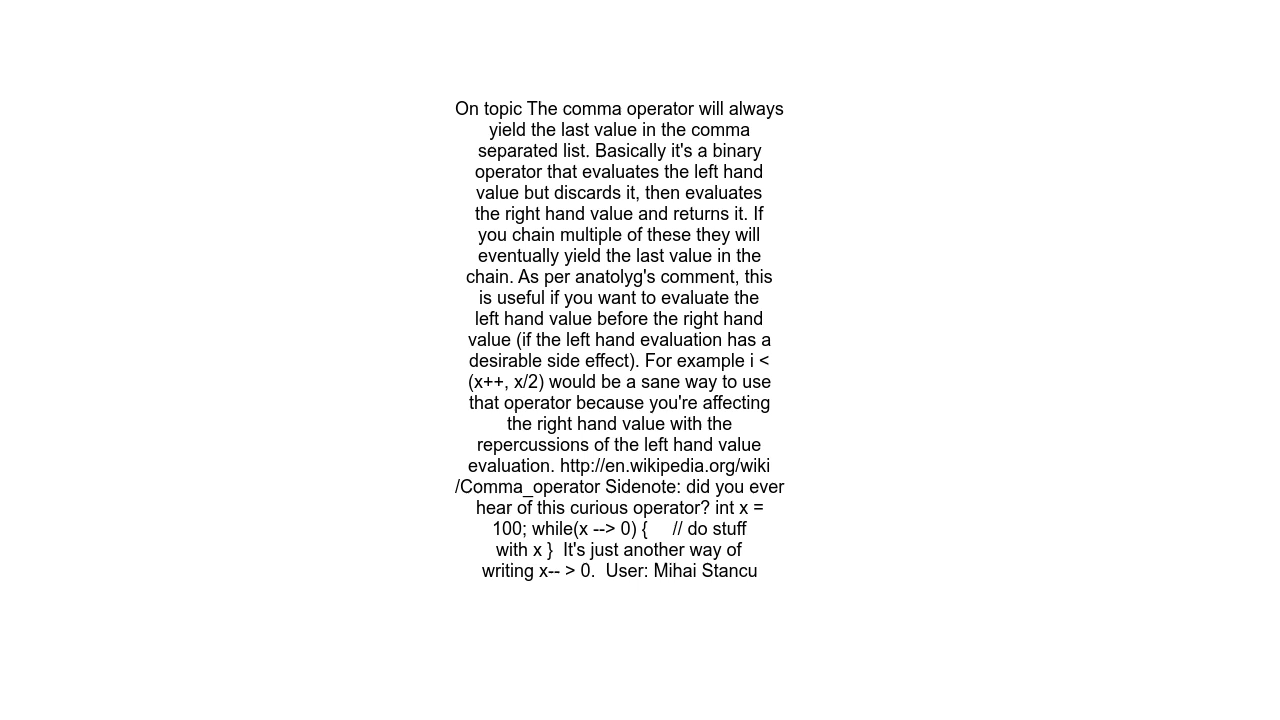 On topic The comma operator will always
yield the last value in the comma
separated list. Basically it's a binary
operator that evaluates the left hand
value but discards it, then evaluates
the right hand value and returns it. If
you chain multiple of these they will
eventually yield the last value in the
chain. As per anatolyg's comment, this
is useful if you want to evaluate the
left hand value before the right hand
value (if the left hand evaluation has a
desirable side effect). For example i <
(x++, x/2) would be a sane way to use
that operator because you're affecting
the right hand value with the
repercussions of the left hand value
evaluation. http://en.wikipedia.org/wiki
/Comma_operator Sidenote: did you ever
hear of this curious operator? int x =
100; while(x --> 0) {     // do stuff
with x }  It's just another way of
writing x-- > 0.  User: Mihai Stancu